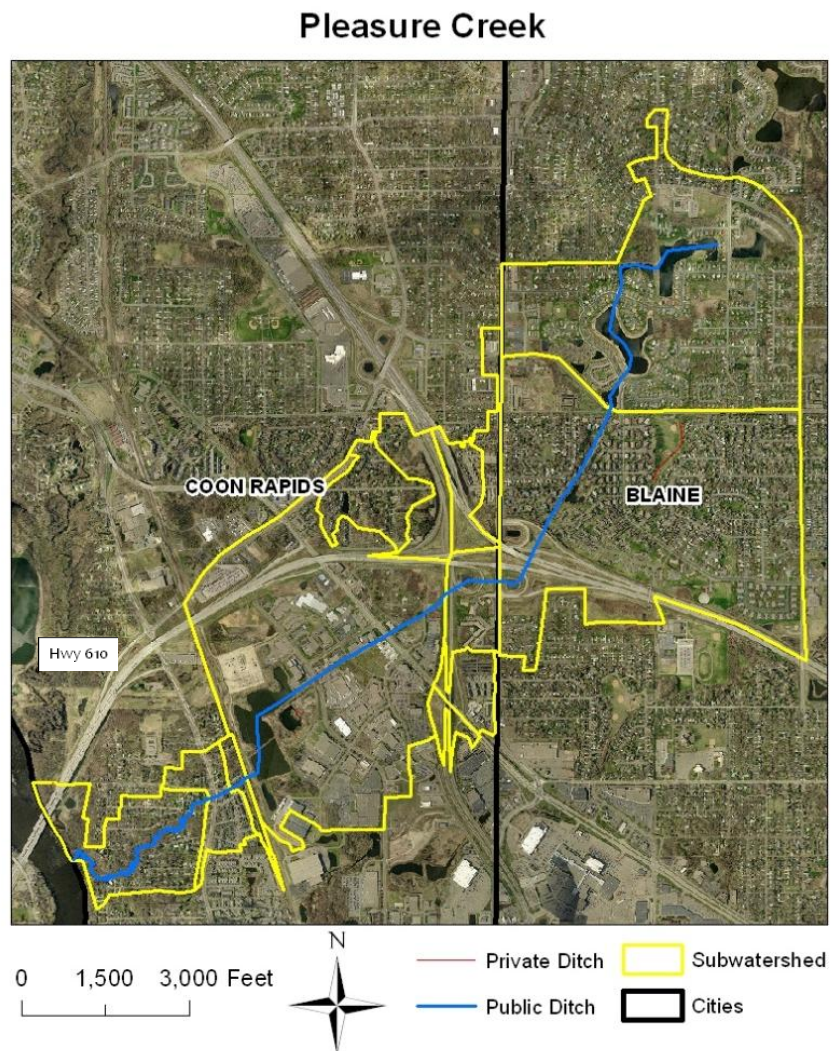 Pleasure Creek
COON RAPIDS
BLAINE
Hwy 610
N
0 1,500 3,000 Feet
Private Ditch
Subwatershed
Public Ditch
Cities